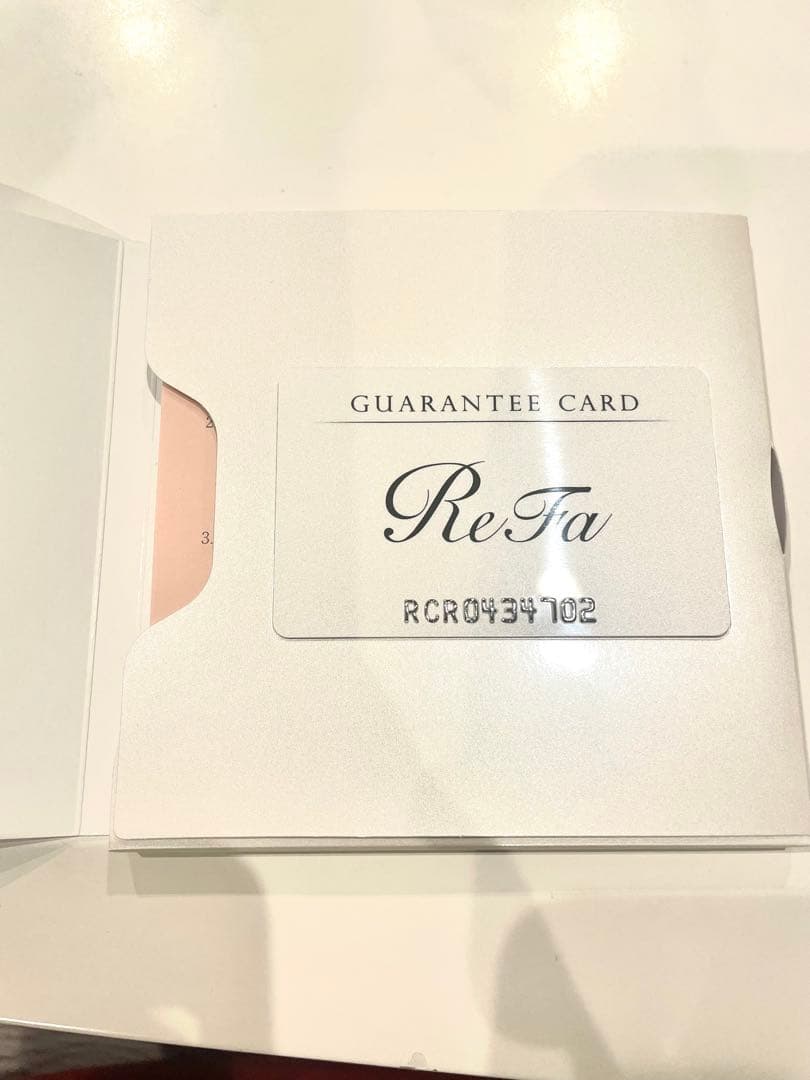 GUARANTEE CARD
ReFa
RCR0434702
2
3.